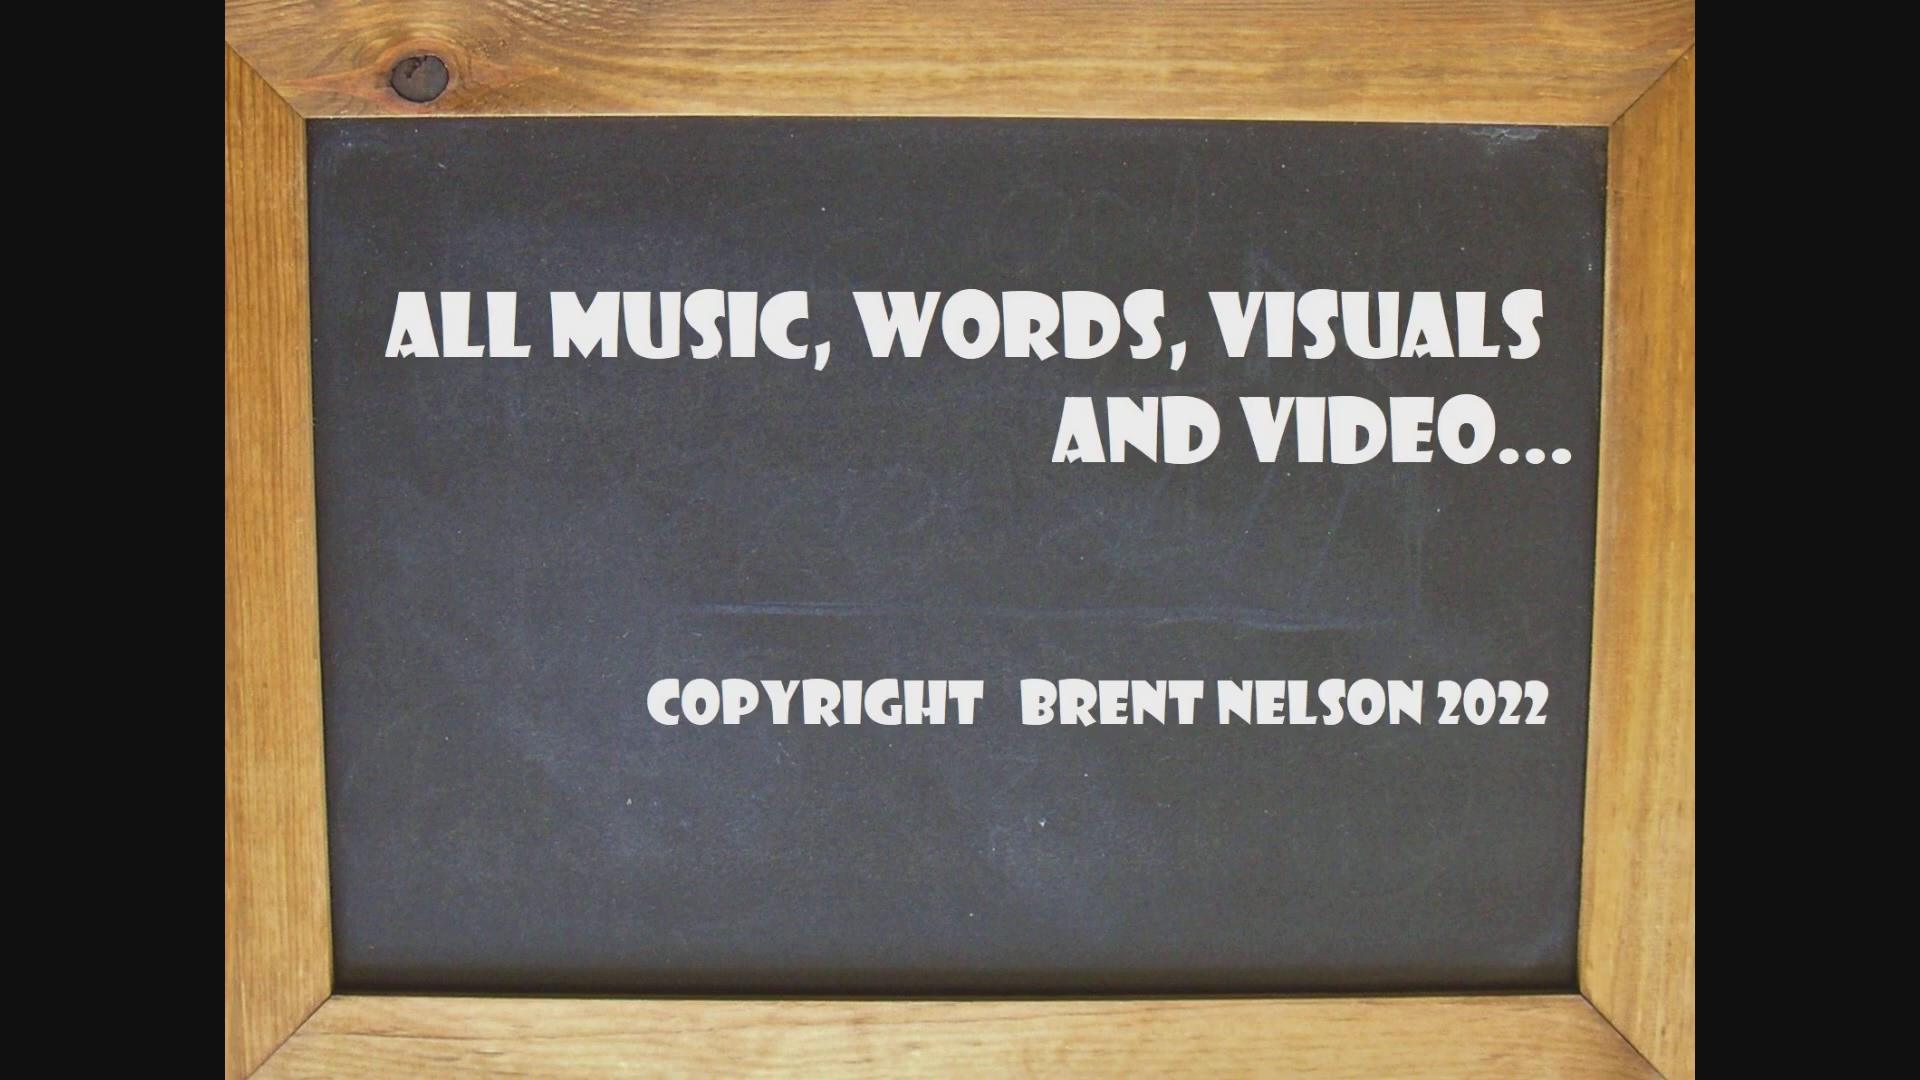 ALL MUSIC, WORDS, VISUALS
AND VIDEO...
COPYRIGHT BRENT NELSON 2022